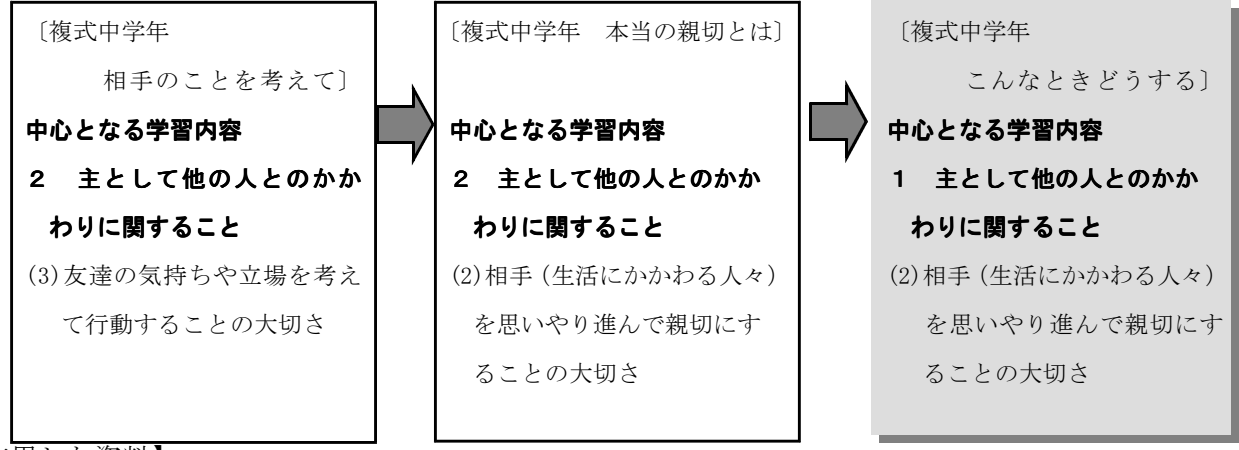 〔複式中学年
相手のことを考えて〕
中心となる学習内容
２　主として他の人とのかか
わりに関すること
(3)友達の気持ちや立場を考え
て行動することの大切さ
〔複式中学年　本当の親切とは〕
中心となる学習内容
２　主として他の人とのかか
わりに関すること
(2)相手（生活にかかわる人々）
を思いやり進んで親切にす
ることの大切さ
〔複式中学年
こんなときどうする〕
中心となる学習内容
１　主として他の人とのかか
わりに関すること
(2)相手（生活にかかわる人々）
を思いやり進んで親切にす
ることの大切さ